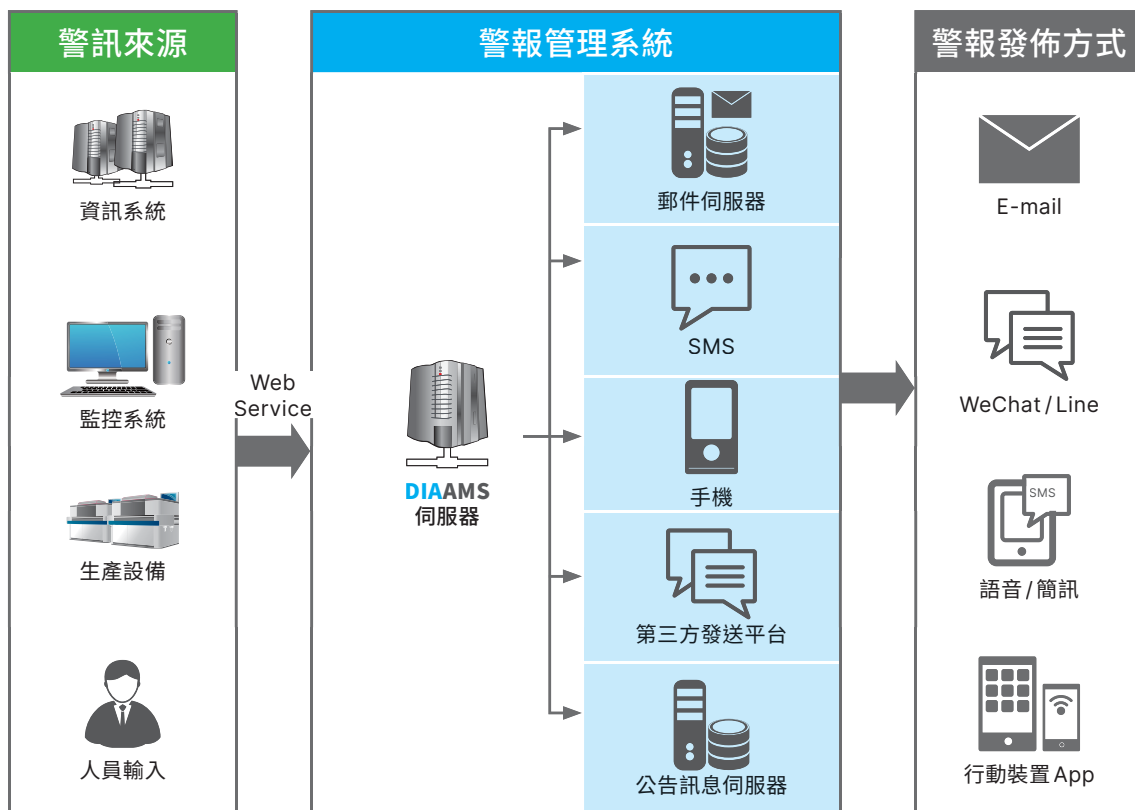 警訊來源
資訊系統
監控系統
生產設備
人員輸入
Web
Service
警報管理系統
DIAAMS
伺服器
郵件伺服器
SMS
手機
第三方發送平台
公告訊息伺服器
警報發佈方式
E-mail
WeChat / Line
SMS
語音 / 簡訊
行動裝置 App